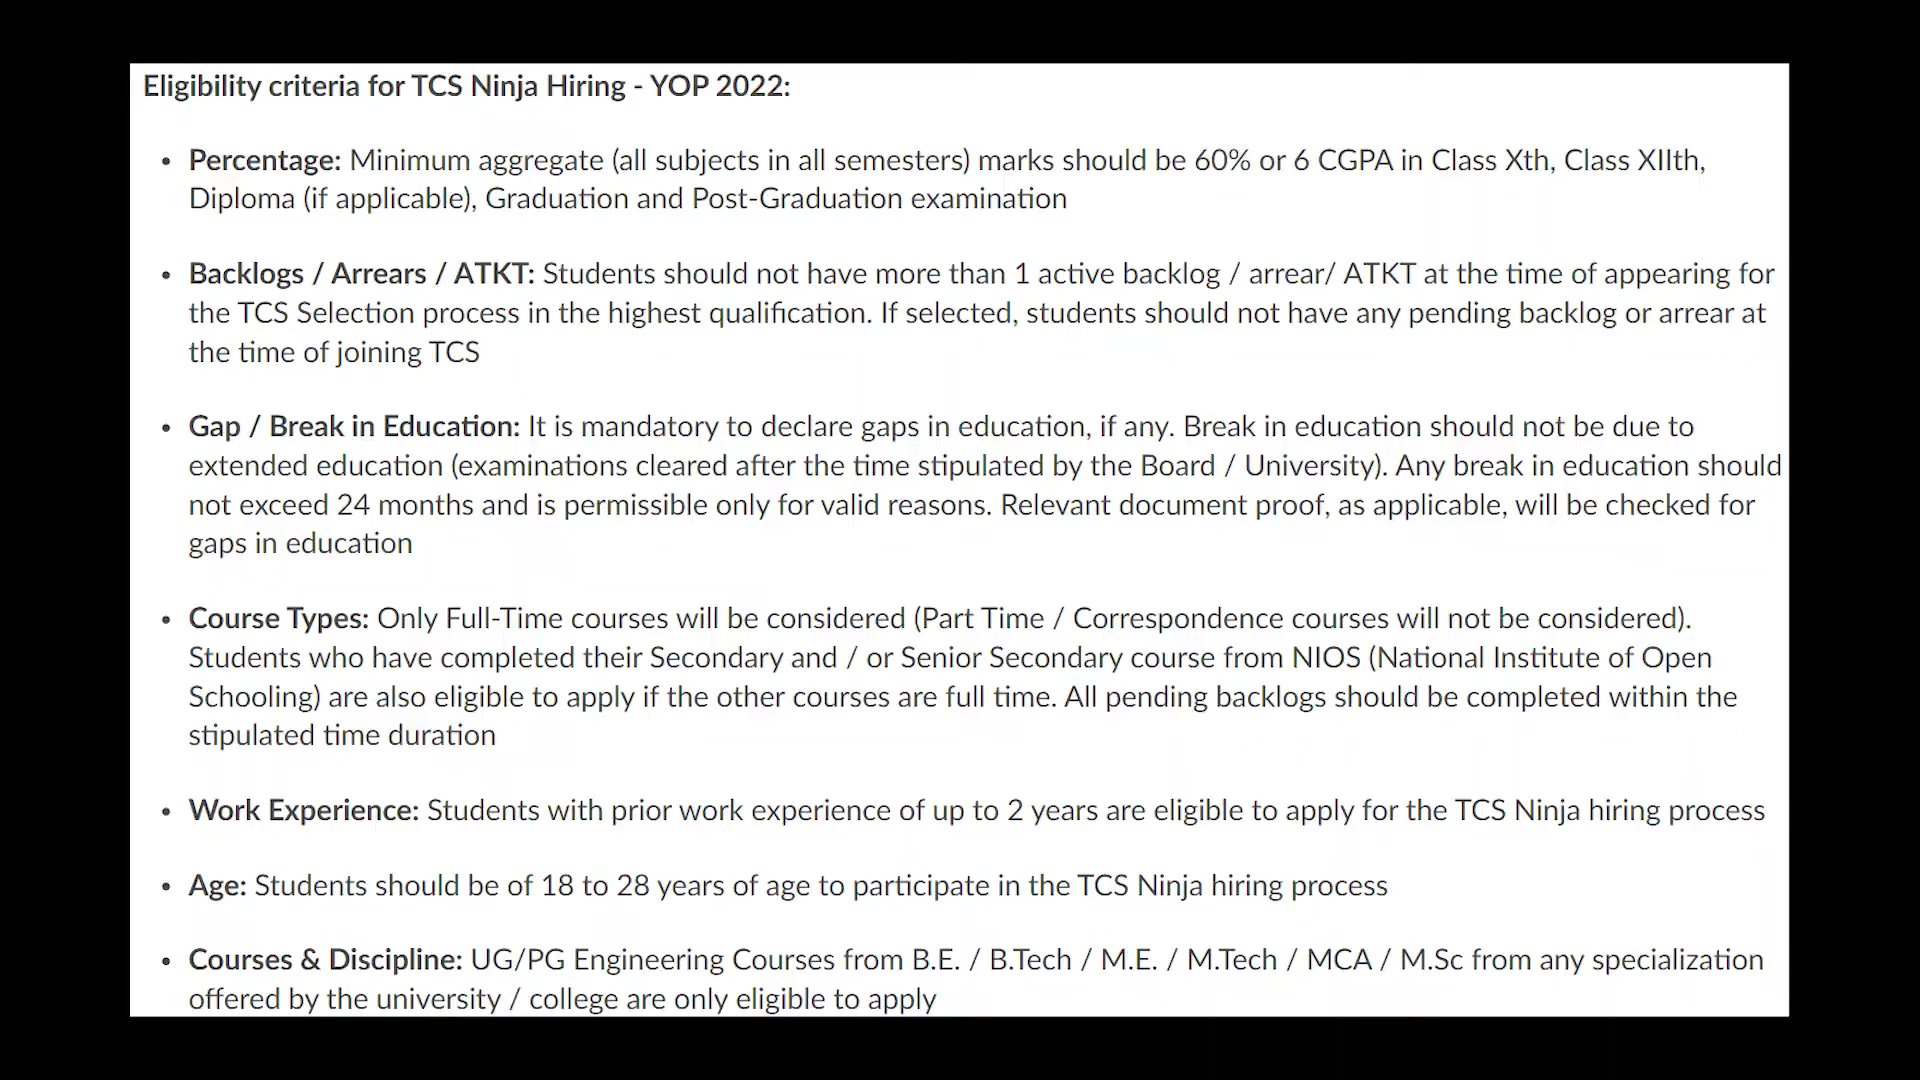 Eligibility criteria for TCS Ninja Hiring - YOP 2022:
• Percentage: Minimum aggregate (all subjects in all semesters) marks should be 60% or 6 CGPA in Class Xth, Class XIIth,
Diploma (if applicable), Graduation and Post-Graduation examination
• Backlogs / Arrears / ATKT: Students should not have more than 1 active backlog / arrear/ ATKT at the time of appearing for
the TCS Selection process in the highest qualification. If selected, students should not have any pending backlog or arrear at
the time of joining TCS
• Gap / Break in Education: It is mandatory to declare gaps in education, if any. Break in education should not be due to
extended education (examinations cleared after the time stipulated by the Board / University). Any break in education should
not exceed 24 months and is permissible only for valid reasons. Relevant document proof, as applicable, will be checked for
gaps in education
• Course Types: Only Full-Time courses will be considered (Part Time / Correspondence courses will not be considered).
Students who have completed their Secondary and / or Senior Secondary course from NIOS (National Institute of Open
Schooling) are also eligible to apply if the other courses are full time. All pending backlogs should be completed within the
stipulated time duration
• Work Experience: Students with prior work experience of up to 2 years are eligible to apply for the TCS Ninja hiring process
• Age: Students should be of 18 to 28 years of age to participate in the TCS Ninja hiring process
• Courses & Discipline: UG/PG Engineering Courses from B.E. / B.Tech / M.E. / M.Tech / MCA / M.Sc from any specialization
offered by the university / college are only eligible to apply